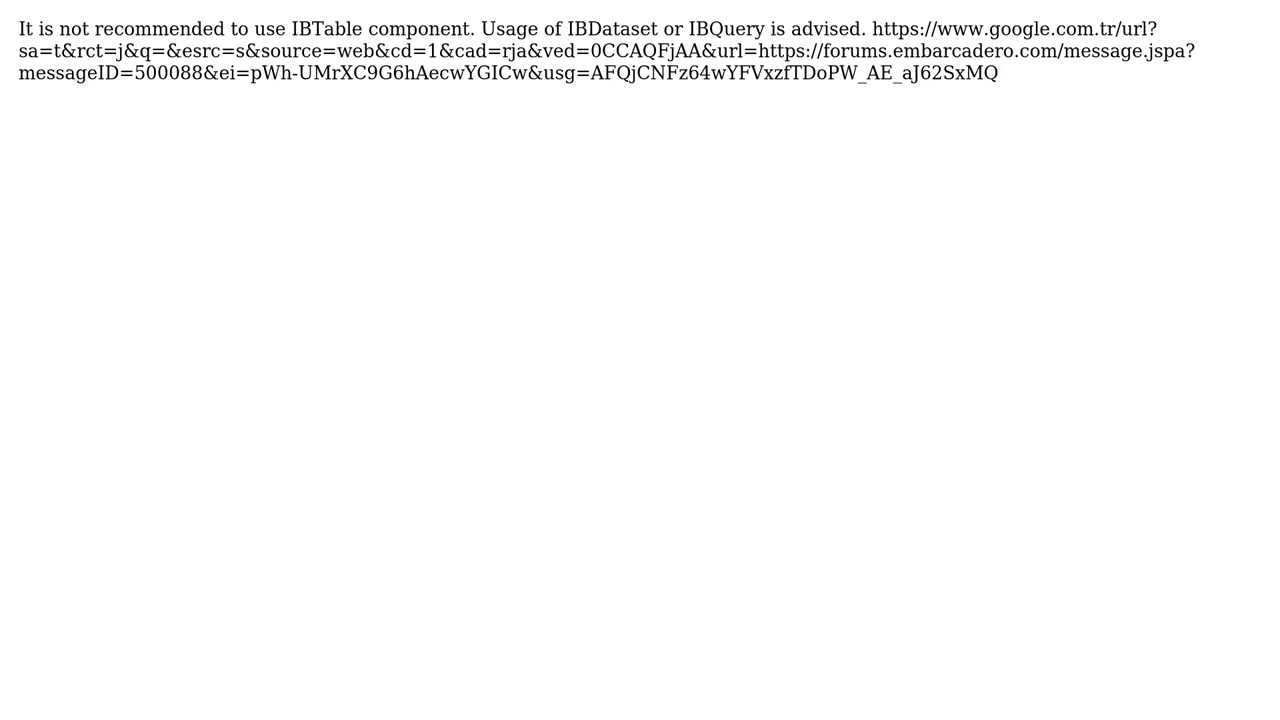 It is not recommended to use IBTable component. Usage of IBDataset or IBQuery is advised. https://www.google.com.tr/url?
sa=t&rct=j&q=&esrc=s&source=web&cd=1&cad=rja&ved=0CCAQFjAA&url=https://forums.embarcadero.com/message.jspa?
messageID=500088&ei=pWh-UMrXC9G6hAecwYGICw&usg=AFQjCNFz64wYFVxzfTDoPW_AE_aJ62SxMQ